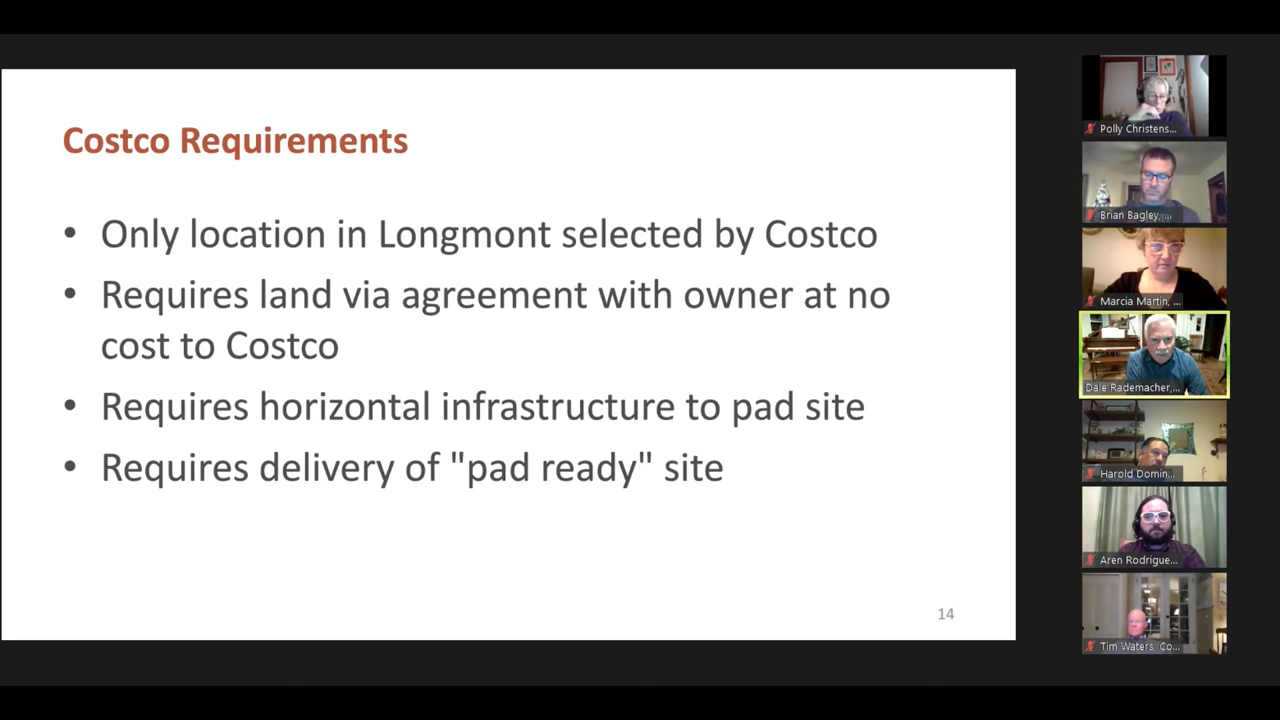 Costco Requirements
• Only location in Longmont selected by Costco
• Requires land via agreement with owner at no
cost to Costco
• Requires horizontal infrastructure to pad site
• Requires delivery of "pad ready" site
14
Polly Christens...
Brian Bagley, ...
Marcia Martin, ...
Dale Rademacher,...
Harold Domin...
Aren Rodrigue...
Tim Waters, Co...